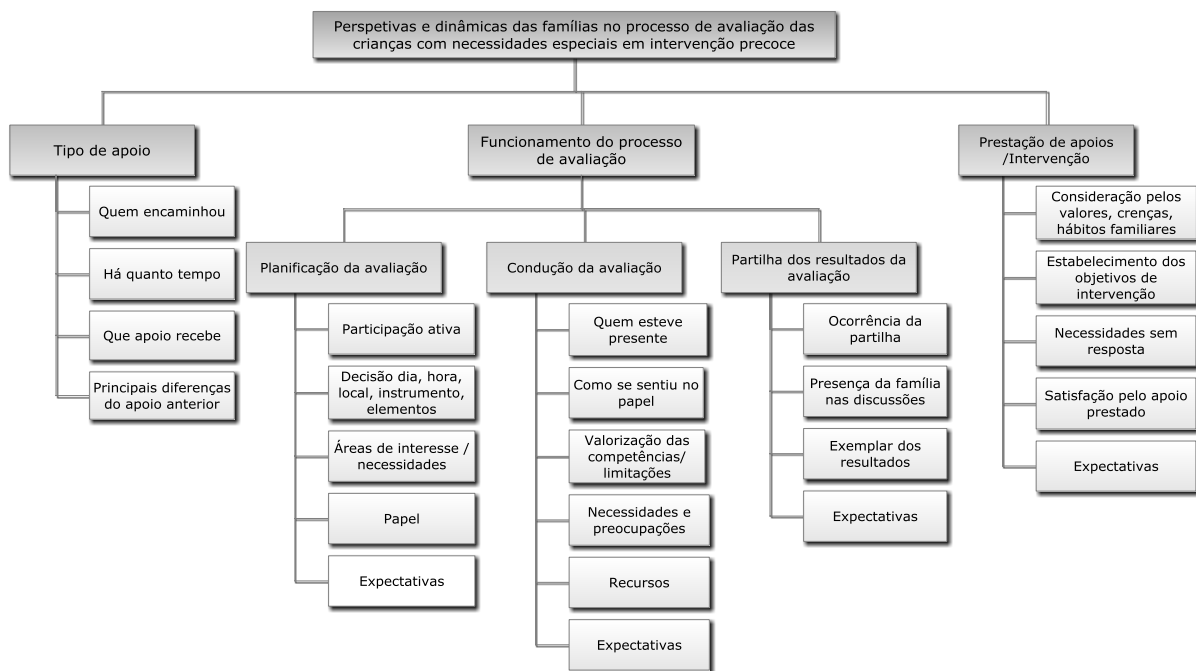 Perspetivas e dinâmicas das famílias no processo de avaliação das
crianças com necessidades especiais em intervenção precoce
Tipo de apoio
Quem encaminhou
Há quanto tempo
Que apoio recebe
Principais diferenças
do apoio anterior
Funcionamento do processo
de avaliação
Planificação da avaliação
Participação ativa
Decisão dia, hora,
local, instrumento,
elementos
Áreas de interesse /
necessidades
Papel
Expectativas
Condução da avaliação
Quem esteve
presente
Como se sentiu no
papel
Valorização das
competências/
limitações
Necessidades e
preocupações
Recursos
Expectativas
Partilha dos resultados da
avaliação
Ocorrência da
partilha
Presença da família
nas discussões
Exemplar dos
resultados
Expectativas
Prestação de apoios
/Intervenção
Consideração pelos
valores, crenças,
hábitos familiares
Estabelecimento dos
objetivos de
intervenção
Necessidades sem
resposta
Satisfação pelo apoio
prestado
Expectativas